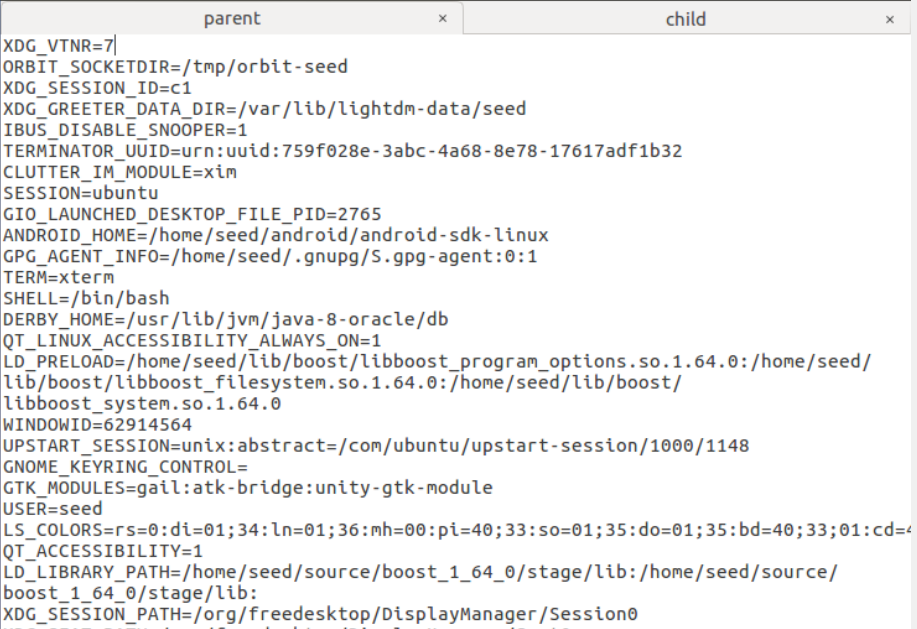 parent × child ×
XDG_VTNR=7
ORBIT_SOCKETDIR=/tmp/orbit-seed
XDG_SESSION_ID=c1
XDG_GREETER_DATA_DIR=/var/lib/lightdm-data/seed
IBUS_DISABLE_SNOOPER=1
TERMINATOR_UUID=urn:uuid:759f028e-3abc-4a68-8e78-17617adf1b32
CLUTTER_IM_MODULE=xim
SESSION=ubuntu
GIO_LAUNCHED_DESKTOP_FILE_PID=2765
ANDROID_HOME=/home/seed/android/android-sdk-linux
GPG_AGENT_INFO=/home/seed/.gnupg/S.gpg-agent:0:1
TERM=xterm
SHELL=/bin/bash
DERBY_HOME=/usr/lib/jvm/java-8-oracle/db
QT_LINUX_ACCESSIBILITY_ALWAYS_ON=1
LD_PRELOAD=/home/seed/lib/boost/libboost_program_options.so.1.64.0:/home/seed/
lib/boost/libboost_filesystem.so.1.64.0:/home/seed/lib/boost/
libboost_system.so.1.64.0
WINDOWID=62914564
UPSTART_SESSION=unix:abstract=/com/ubuntu/upstart-session/1000/1148
GNOME_KEYRING_CONTROL=
GTK_MODULES=gail:atk-bridge:unity-gtk-module
USER=seed
LS_COLORS=rs=0:di=01;34:ln=01;36:mh=00:pi=40;33:so=01;35:do=01;35:bd=40;33;01:cd=
QT_ACCESSIBILITY=1
LD_LIBRARY_PATH=/home/seed/source/boost_1_64_0/stage/lib:/home/seed/source/
boost_1_64_0/stage/lib:
XDG_SESSION_PATH=/org/freedesktop/DisplayManager/Session0